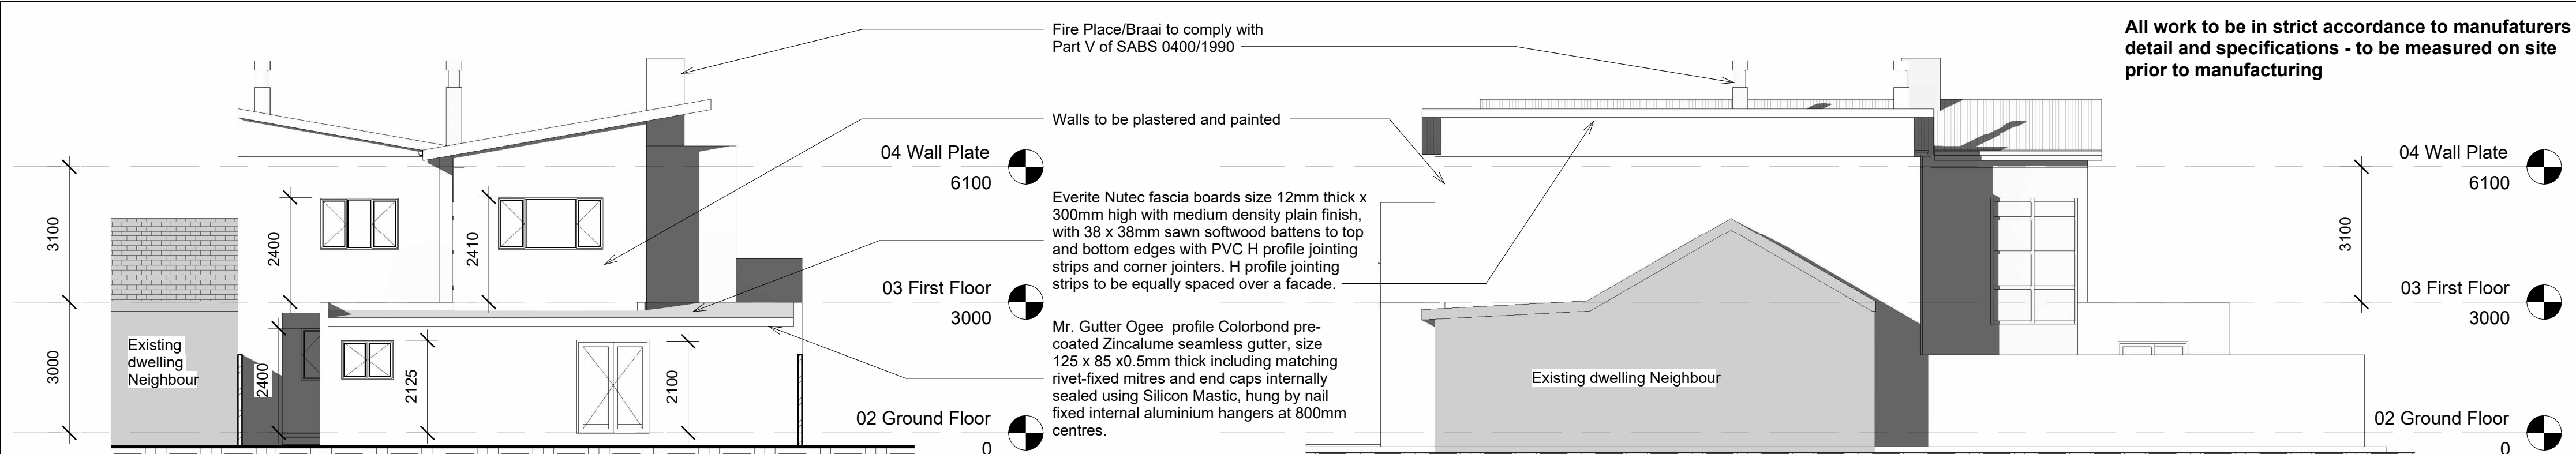 Fire Place/Braai to comply with
Part V of SABS 0400/1990
All work to be in strict accordance to manufaturers
detail and specifications - to be measured on site
prior to manufacturing
Walls to be plastered and painted
04 Wall Plate
6100
04 Wall Plate
6100
Everite Nutec fascia boards size 12mm thick x
300mm high with medium density plain finish,
with 38 x 38mm sawn softwood battens to top
and bottom edges with PVC H profile jointing
strips and corner jointers. H profile jointing
strips to be equally spaced over a facade.
3100
2400
2410
3100
03 First Floor
3000
03 First Floor
3000
Mr. Gutter Ogee  profile Colorbond pre-
coated Zincalume seamless gutter, size
125 x 85 x0.5mm thick including matching
rivet-fixed mitres and end caps internally
sealed using Silicon Mastic, hung by nail
fixed internal aluminium hangers at 800mm
centres.
3000
Existing
dwelling
Neighbour
2400
2125
2100
Existing dwelling Neighbour
02 Ground Floor
0
02 Ground Floor
0